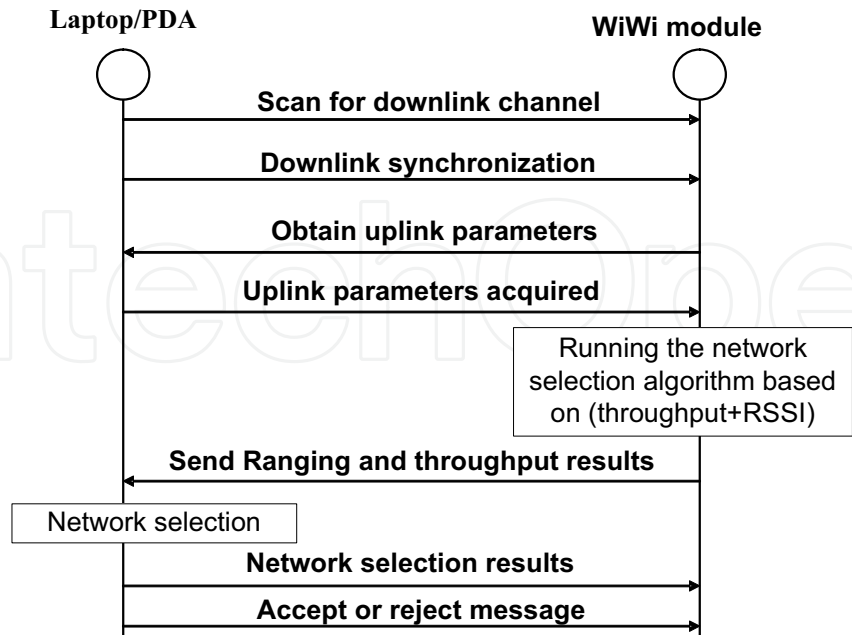 Laptop/PDA
WiWi module
Scan for downlink channel
Downlink synchronization
Obtain uplink parameters
Uplink parameters acquired
Running the network
selection algorithm based
on (throughput+RSSI)
Send Ranging and throughput results
Network selection
Network selection results
Accept or reject message
ntechOpe